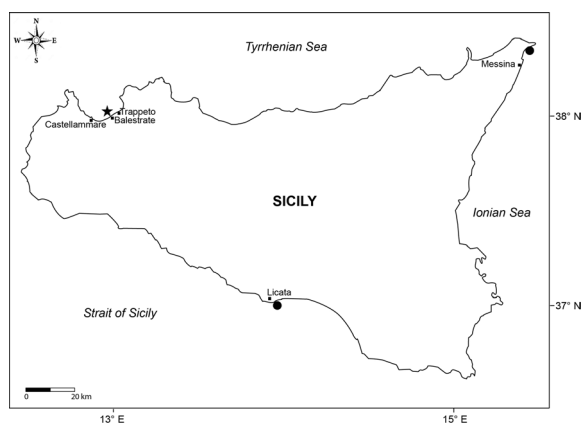 N
W E
S
Tyrrhenian Sea
Messina
Trappeto
Castellammare
Balestrate
38° N
SICILY
Ionian Sea
Licata
37° N
Strait of Sicily
0 20 km
13° E
15° E